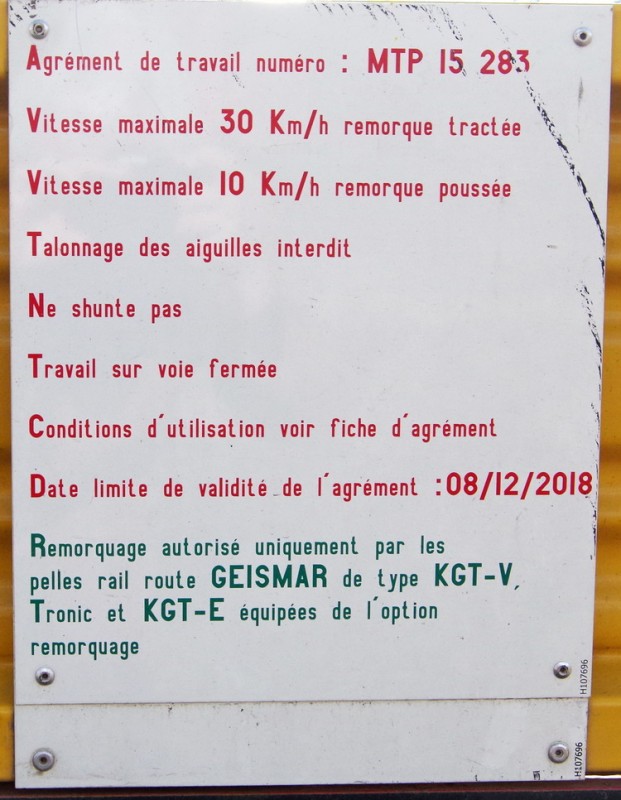 Agrément de travail numéro : MTP 15 283
Vitesse maximale 30 Km/h remorque tractée
Vitesse maximale 10 Km/h remorque poussée
Talonnage des aiguilles interdit
Ne shunte pas
Travail sur voie fermée
Conditions d'utilisation voir fiche d'agrément
Date limite de validité de l'agrément :08/12/2018
Remorquage autorisé uniquement par les
pelles rail route GEISMAR de type KGT-V,
Tronic et KGT-E équipées de l'option
remorquage
H107696
H107696